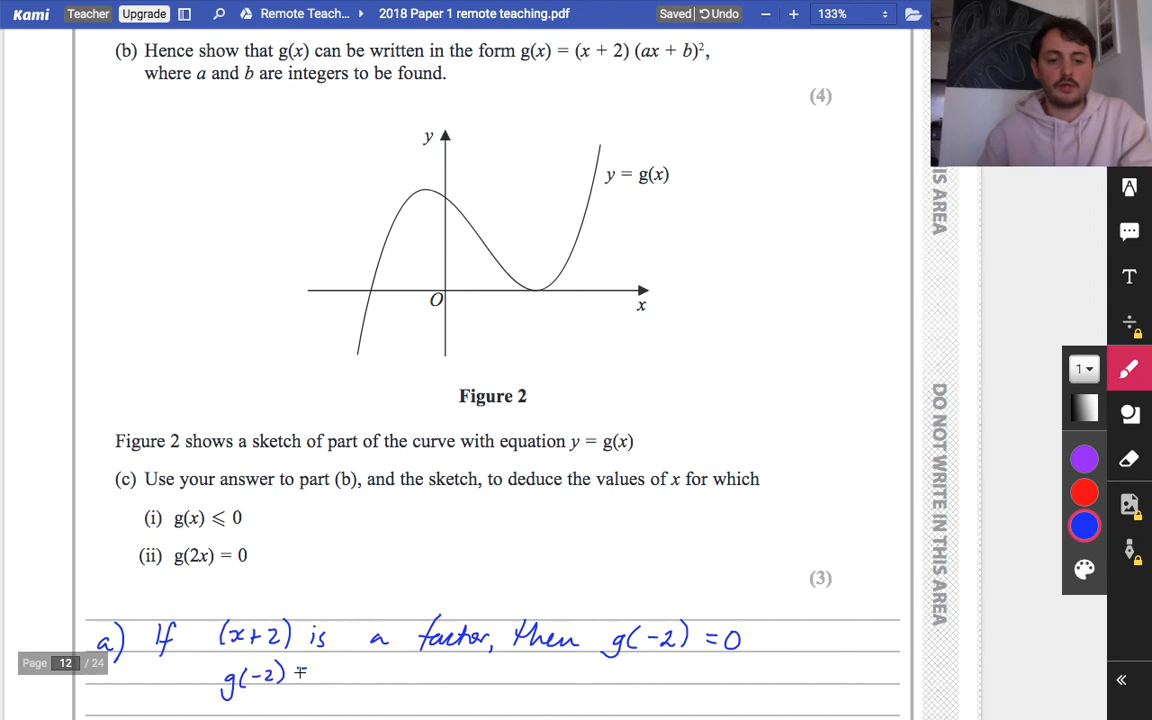 Kami Teacher Upgrade Remote Teach... 2018 Paper 1 remote teaching.pdf Saved Undo − + 133%
(b) Hence show that g(x) can be written in the form g(x) = (x + 2) (ax + b)²,
where a and b are integers to be found.
(4)
y
y = g(x)
O
x
Figure 2
Figure 2 shows a sketch of part of the curve with equation y = g(x)
(c) Use your answer to part (b), and the sketch, to deduce the values of x for which
(i) g(x) ⩽ 0
(ii) g(2x) = 0
(3)
a) If (x+2) is a factor, then g(-2) = 0
g(-2) =
Page 12 / 24
IS AREA
DO NOT WRITE IN THIS AREA
A
T
1